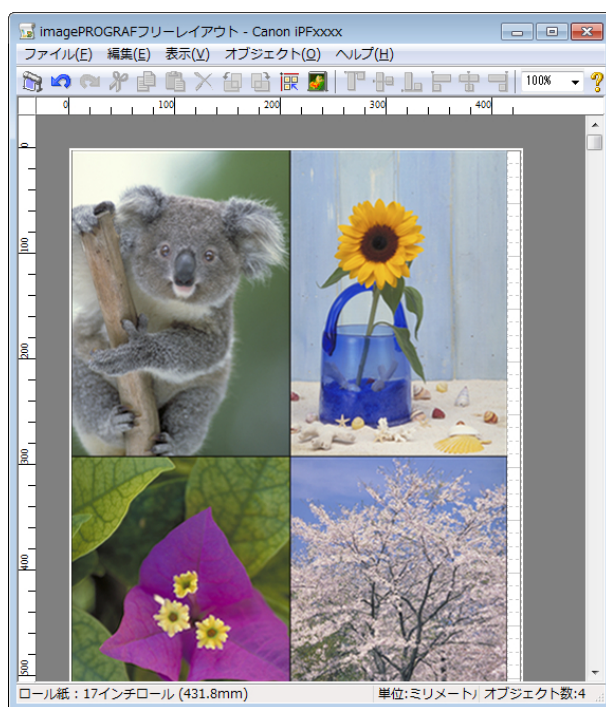 imagePROGRAFフリーレイアウト - Canon iPFxxxx
ファイル(F) 編集(E) 表示(V) オブジェクト(O) ヘルプ(H)
100%
0 100 200 300 400
0
100
200
300
400
500
ロール紙：17インチロール (431.8mm) 単位:ミリメートル オブジェクト数:4